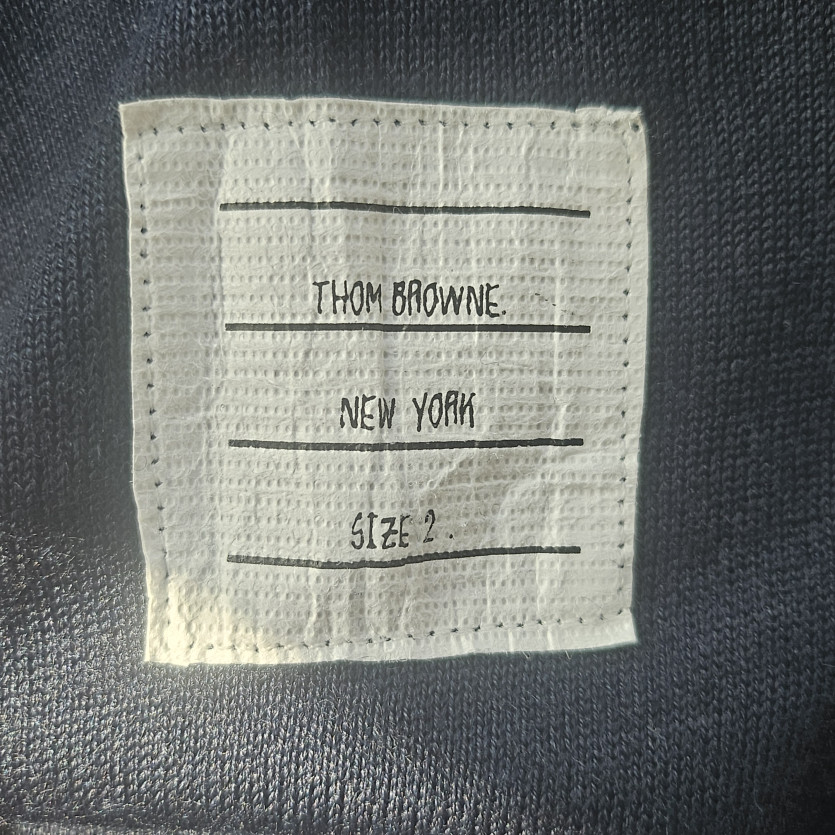 THOM BROWNE.
NEW YORK
SIZE 2.